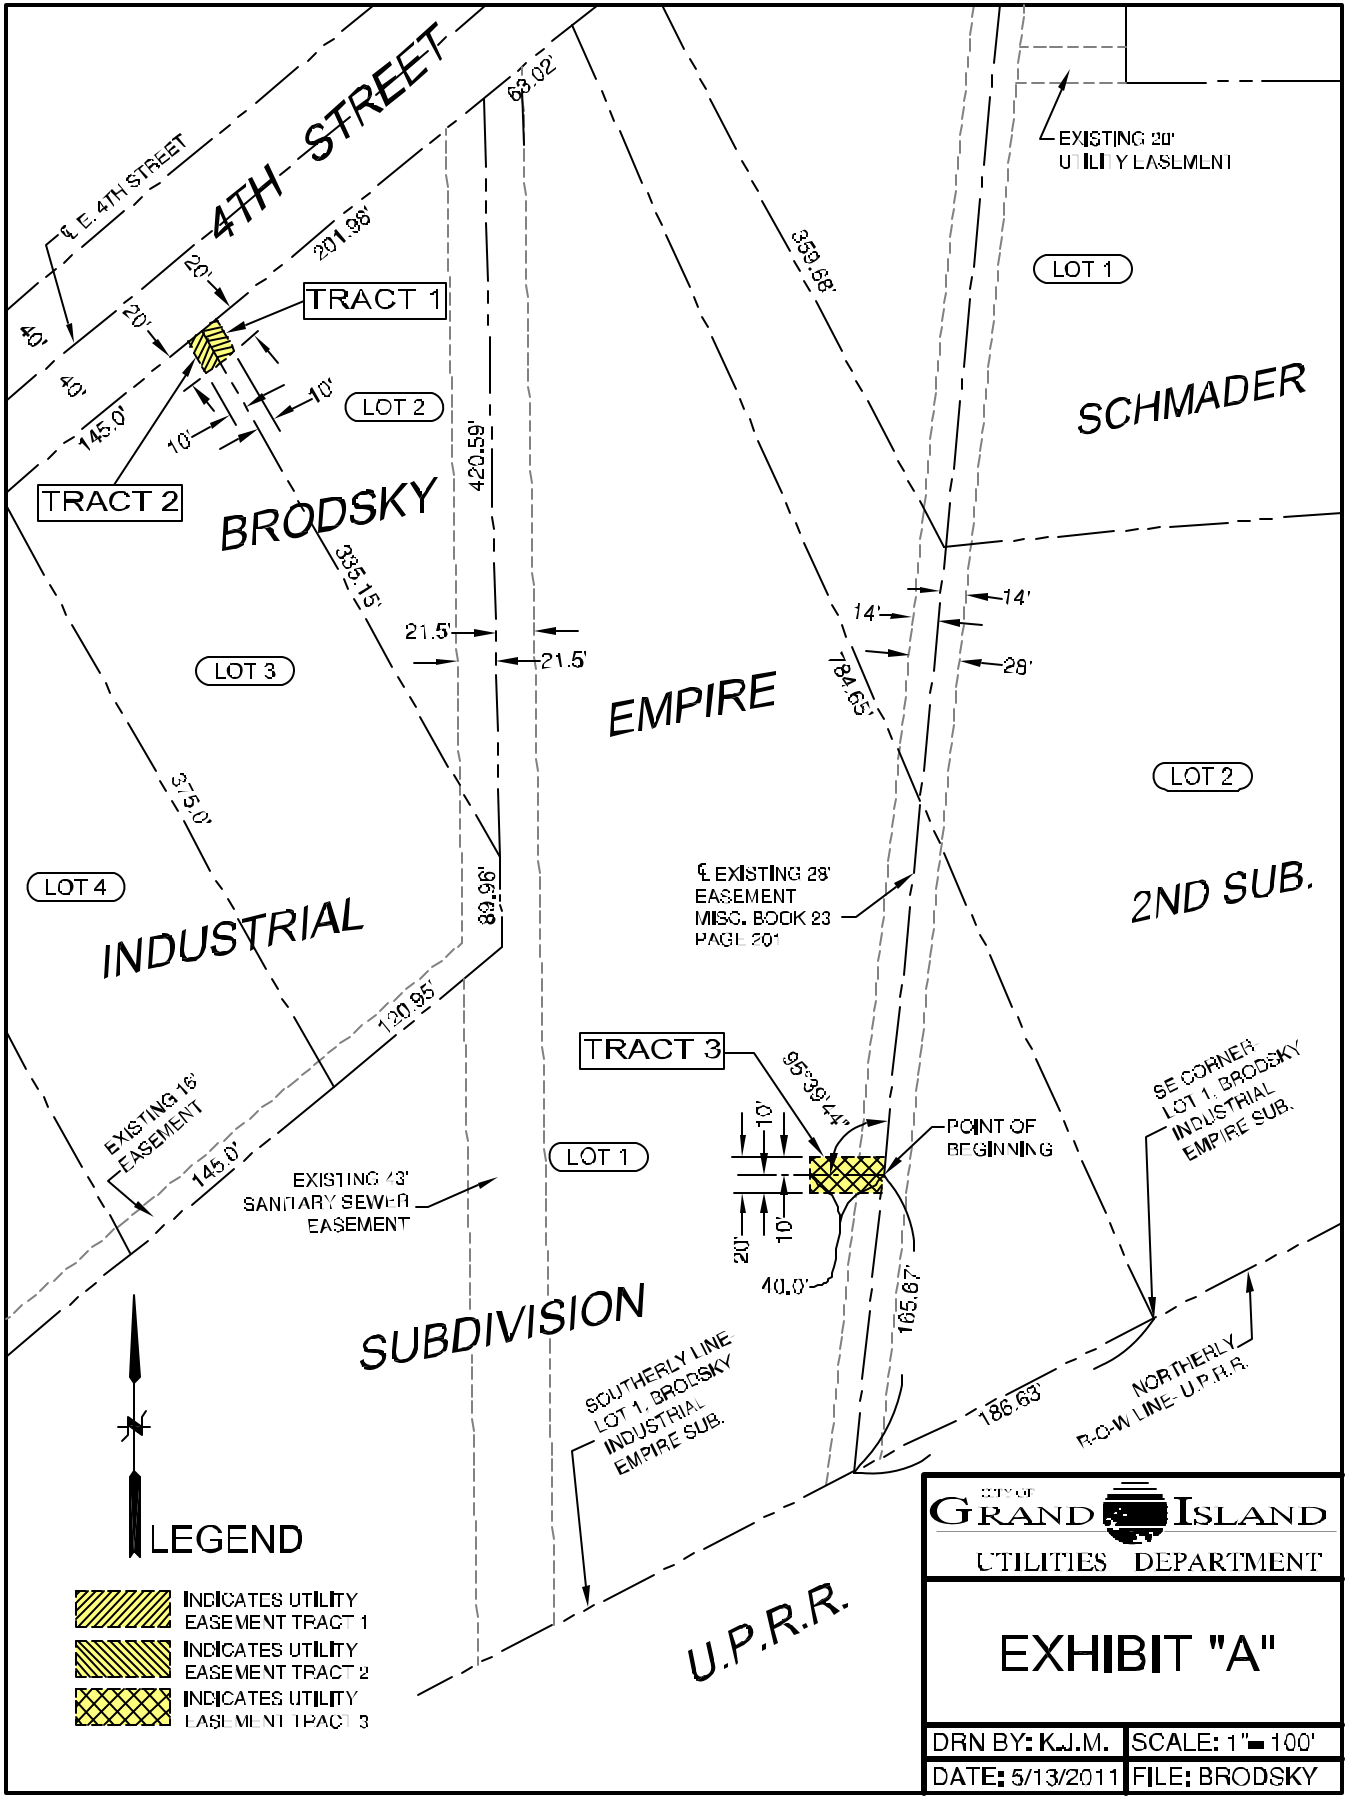 4TH STREET
63.02'
℄ E. 4TH STREET
201.98'
EXISTING 20'
UTILITY EASEMENT
LOT 1
359.68'
20'
20'
TRACT 1
40'
40'
145.0'
10'
10'
LOT 2
SCHMADER
TRACT 2
420.59'
BRODSKY
335.15'
14'
14'
21.5'
21.5'
28'
784.65'
LOT 3
EMPIRE
LOT 2
375.0'
LOT 4
89.96'
℄ EXISTING 28'
EASEMENT
MISC. BOOK 23
PAGE 201
2ND SUB.
INDUSTRIAL
120.95'
TRACT 3
95°39'44"
SE CORNER
LOT 1, BRODSKY
INDUSTRIAL
EMPIRE SUB.
EXISTING 16'
EASEMENT
10'
POINT OF
BEGINNING
145.0'
LOT 1
EXISTING 43'
SANITARY SEWER
EASEMENT
20'
10'
40.0'
165.67'
SUBDIVISION
SOUTHERLY LINE
LOT 1, BRODSKY
INDUSTRIAL
EMPIRE SUB.
186.63'
NORTHERLY
R-O-W LINE- U.P.R.R.
N
U.P.R.R.
LEGEND
INDICATES UTILITY
EASEMENT TRACT 1
INDICATES UTILITY
EASEMENT TRACT 2
INDICATES UTILITY
EASEMENT TRACT 3
CITY OF
GRAND ISLAND
UTILITIES DEPARTMENT
EXHIBIT "A"
DRN BY: K.J.M.
SCALE: 1"= 100'
DATE: 5/13/2011
FILE: BRODSKY